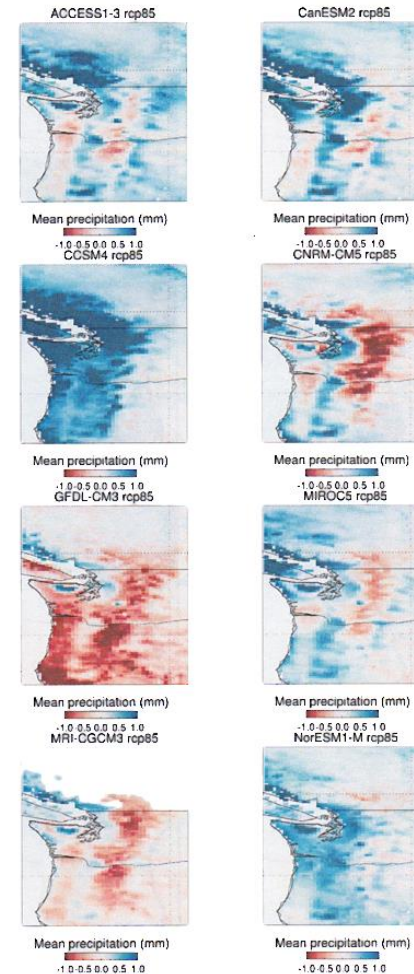 ACCESS1-3 rcp85
CanESM2 rcp85
Mean precipitation (mm)
-1.0-0.5 0.0 0.5 1.0
Mean precipitation (mm)
-1.0-0.5 0.0 0.5 1.0
CCSM4 rcp85
CNRM-CM5 rcp85
Mean precipitation (mm)
-1.0-0.5 0.0 0.5 1.0
Mean precipitation (mm)
-1.0-0.5 0.0 0.5 1.0
GFDL-CM3 rcp85
MIROC5 rcp85
Mean precipitation (mm)
-1.0-0.5 0.0 0.5 1.0
Mean precipitation (mm)
-1.0-0.5 0.0 0.5 1.0
MRI-CGCM3 rcp85
NorESM1-M rcp85
Mean precipitation (mm)
-1.0-0.5 0.0 0.5 1.0
Mean precipitation (mm)
-1.0-0.5 0.0 0.5 1.0